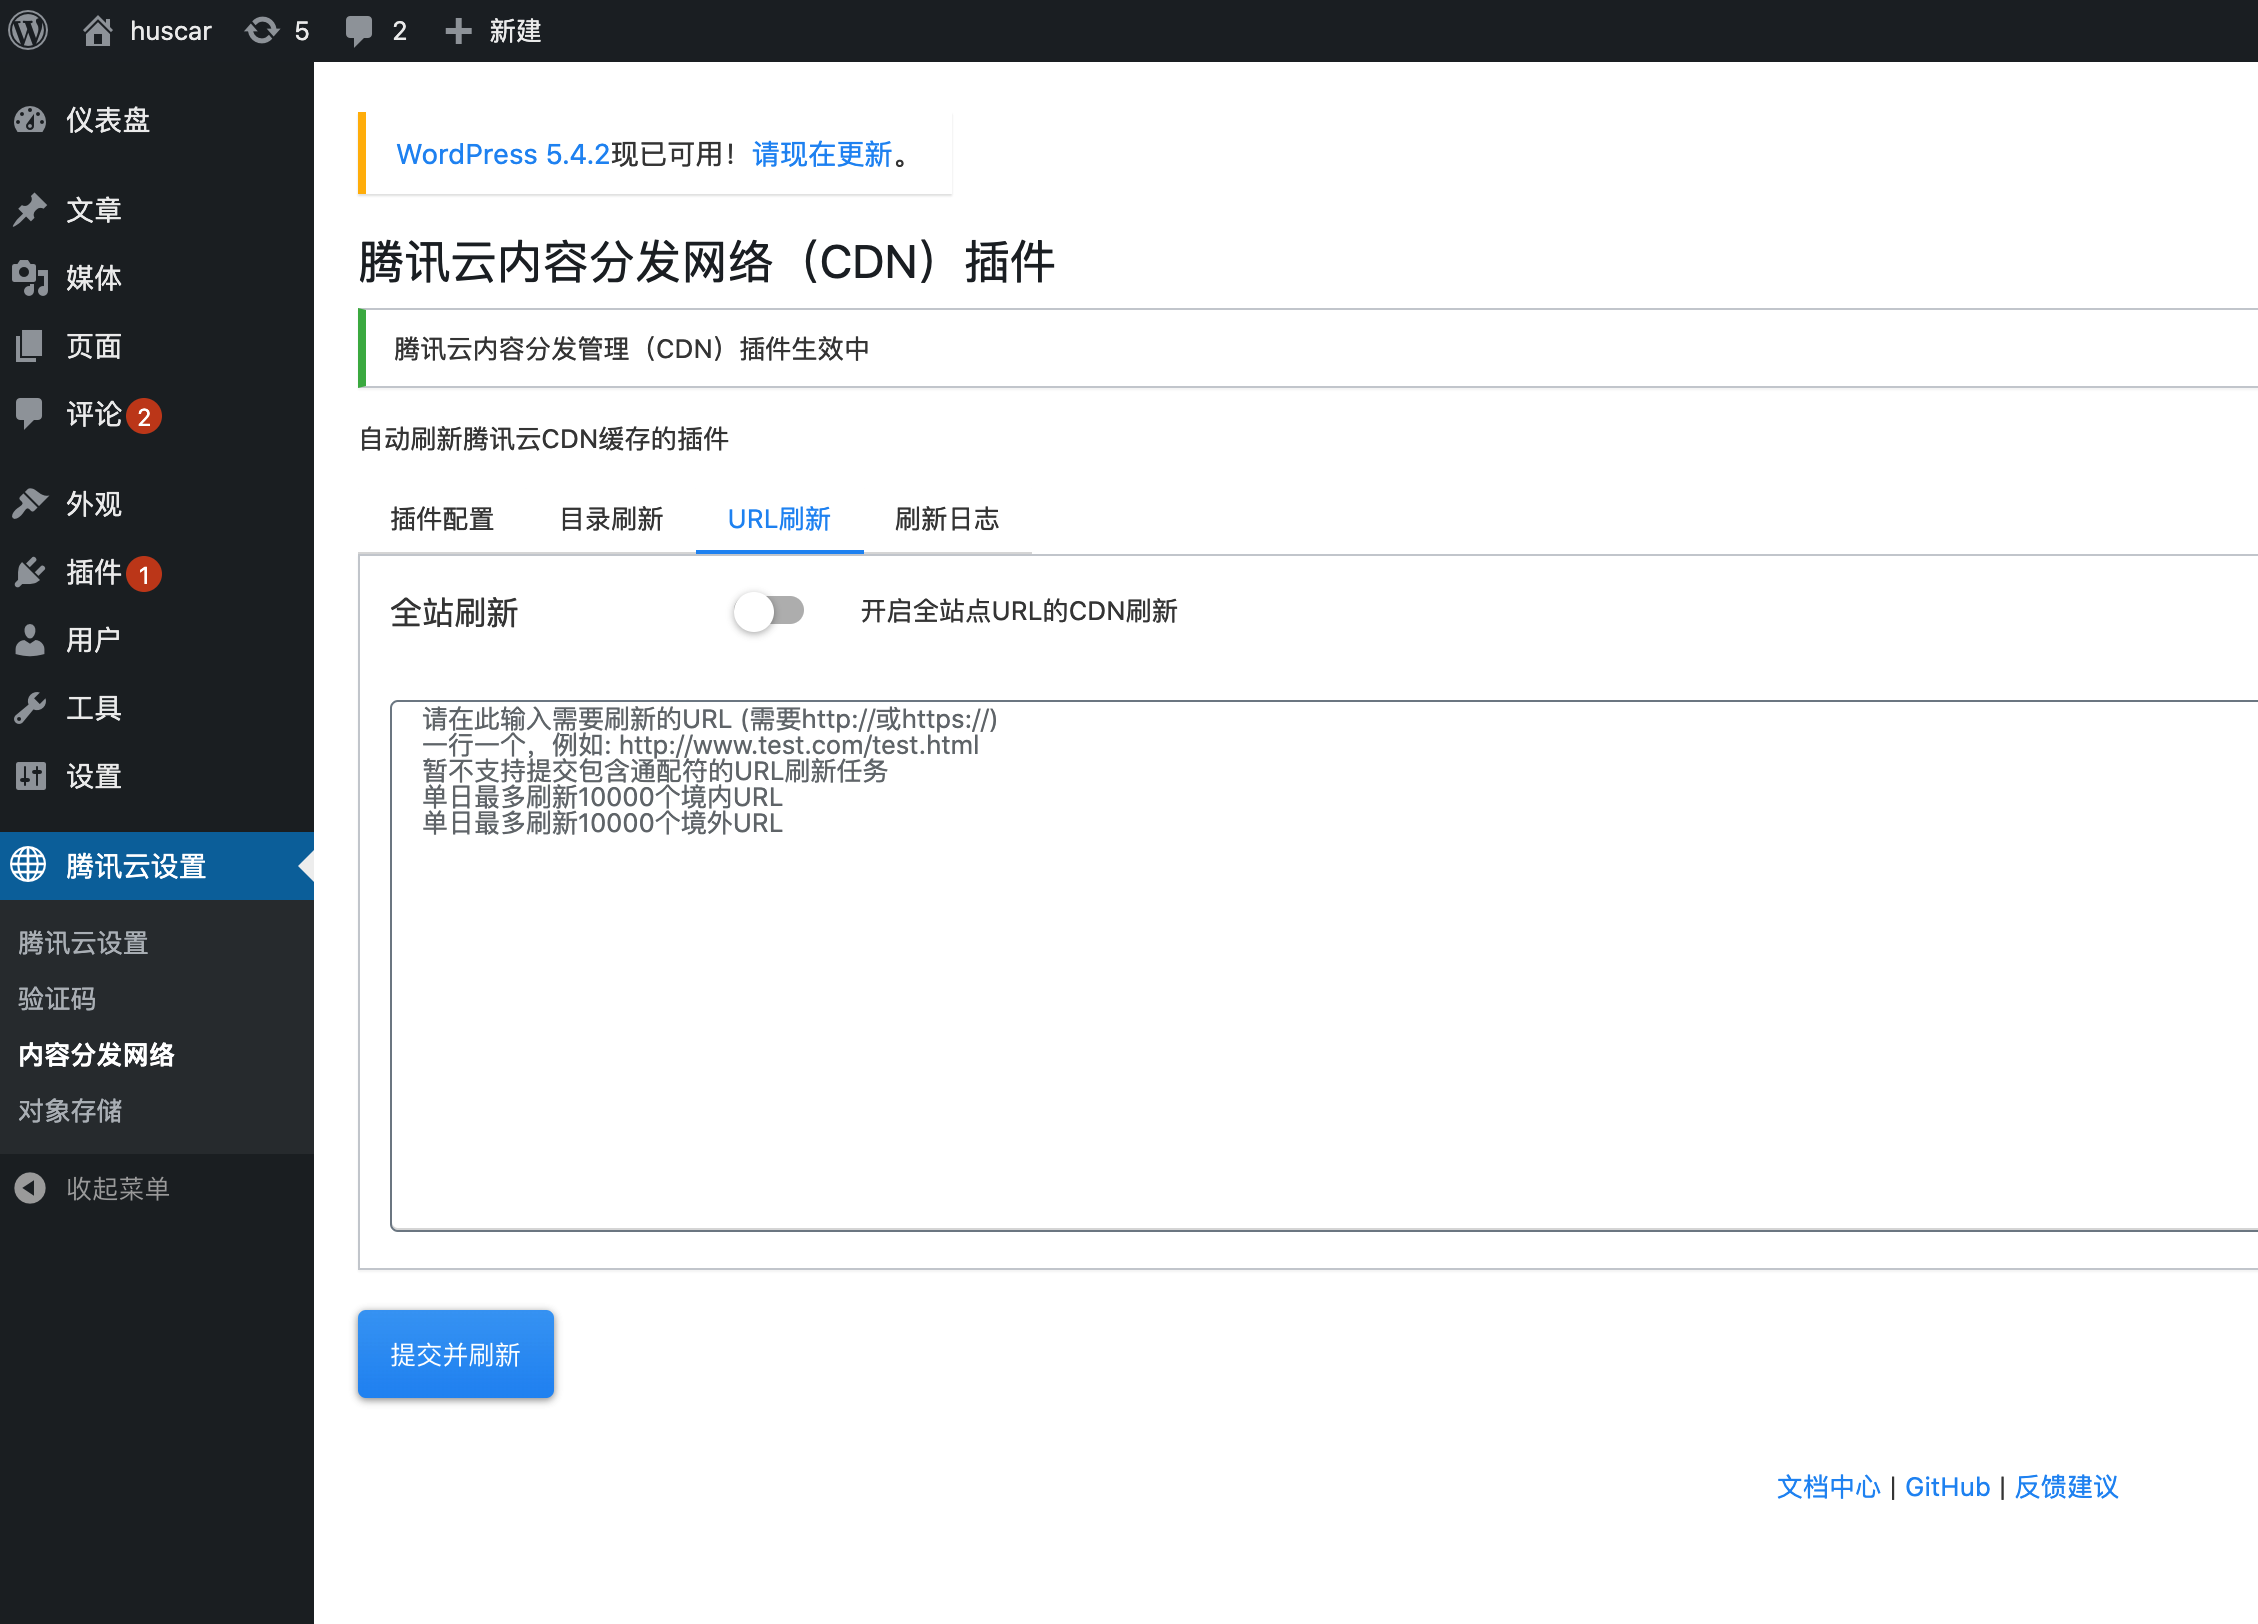 huscar 5 2 新建
仪表盘
文章
媒体
页面
评论 2
外观
插件 1
用户
工具
设置
腾讯云设置
腾讯云设置
验证码
内容分发网络
对象存储
收起菜单
WordPress 5.4.2现已可用！请现在更新。
腾讯云内容分发网络（CDN）插件
腾讯云内容分发管理（CDN）插件生效中
自动刷新腾讯云CDN缓存的插件
插件配置 目录刷新 URL刷新 刷新日志
全站刷新 开启全站点URL的CDN刷新
请在此输入需要刷新的URL (需要http://或https://)
一行一个，例如: http://www.test.com/test.html
暂不支持提交包含通配符的URL刷新任务
单日最多刷新10000个境内URL
单日最多刷新10000个境外URL
提交并刷新
文档中心 | GitHub | 反馈建议